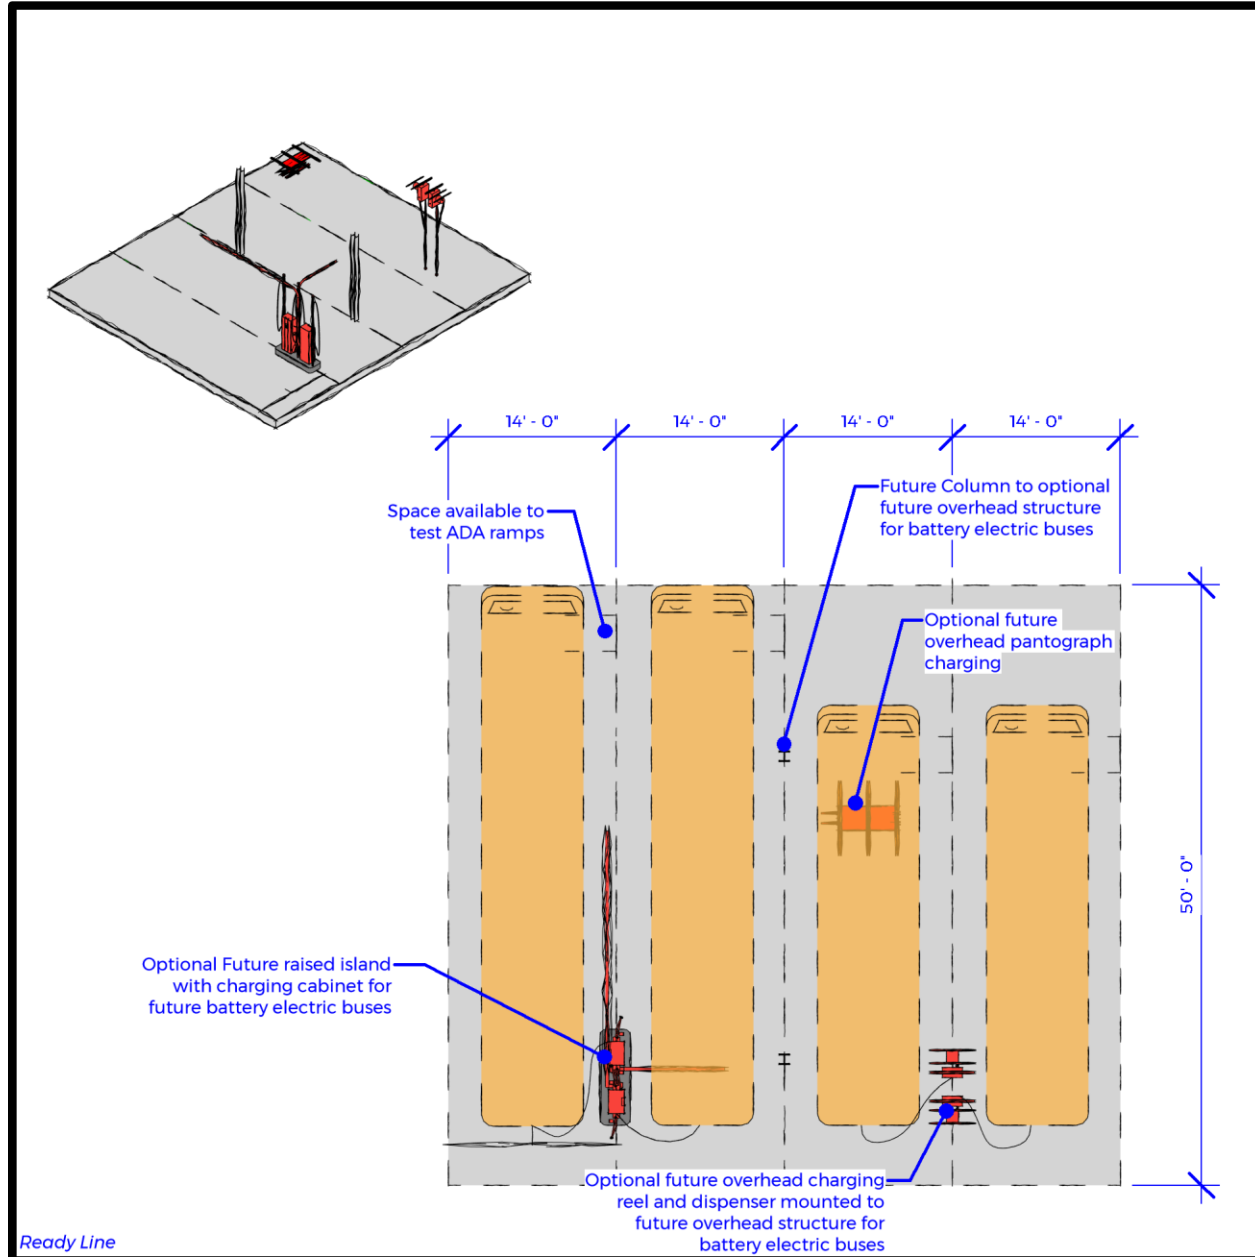 14' - 0"
14' - 0"
14' - 0"
14' - 0"
Space available to
test ADA ramps
Future Column to optional
future overhead structure
for battery electric buses
Optional future
overhead pantograph
charging
50' - 0"
Optional Future raised island
with charging cabinet for
future battery electric buses
Optional future overhead charging
reel and dispenser mounted to
future overhead structure for
battery electric buses
Ready Line